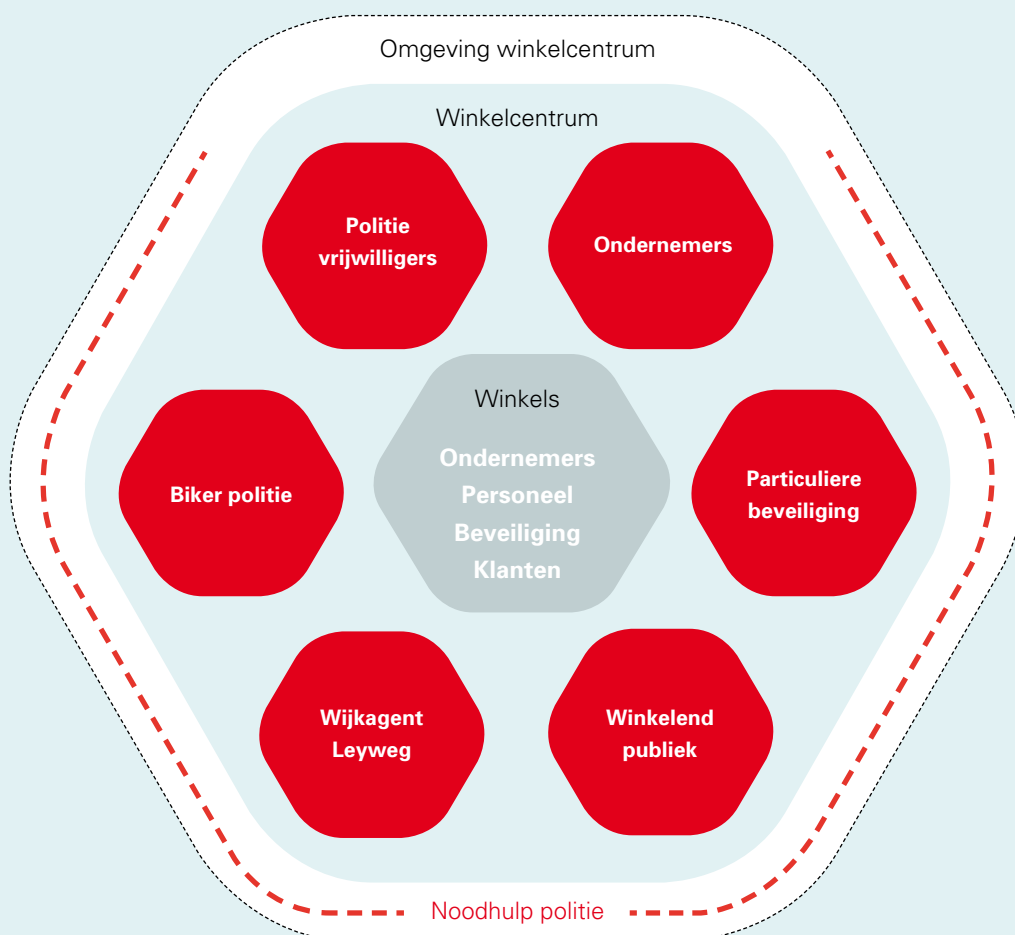 Omgeving winkelcentrum
Winkelcentrum
Politie
vrijwilligers
Ondernemers
Winkels
Ondernemers
Personeel
Beveiliging
Klanten
Biker politie
Particuliere
beveiliging
Wijkagent
Leyweg
Winkelend
publiek
Noodhulp politie